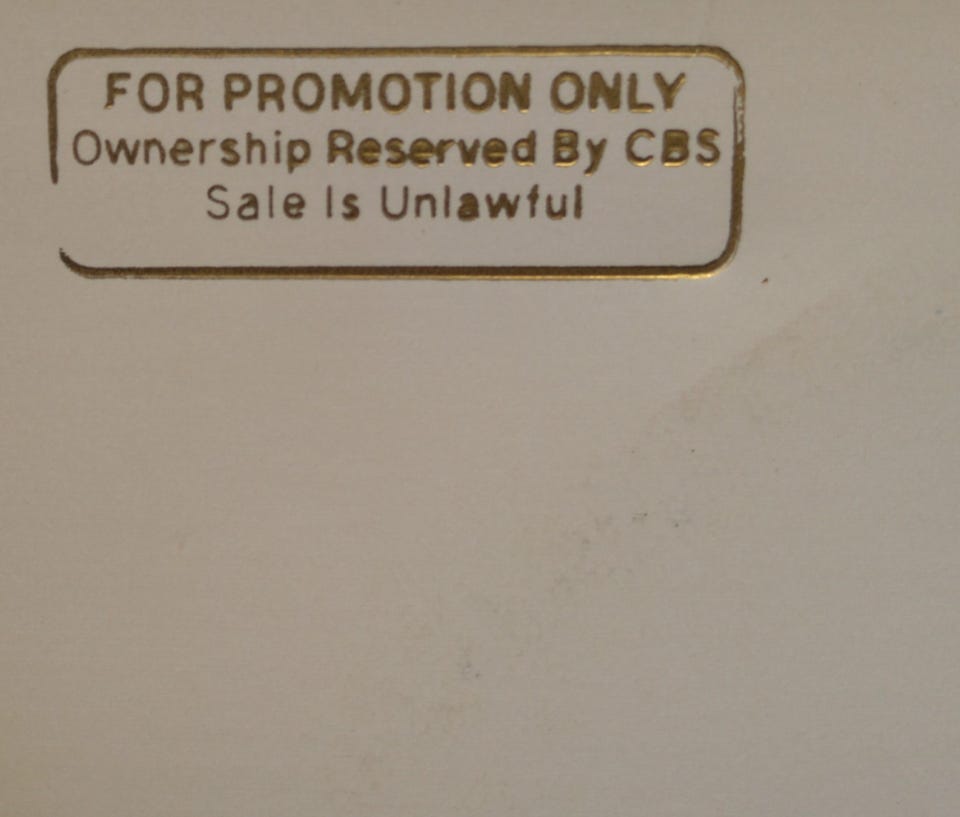 FOR PROMOTION ONLY
Ownership Reserved By CBS
Sale Is Unlawful